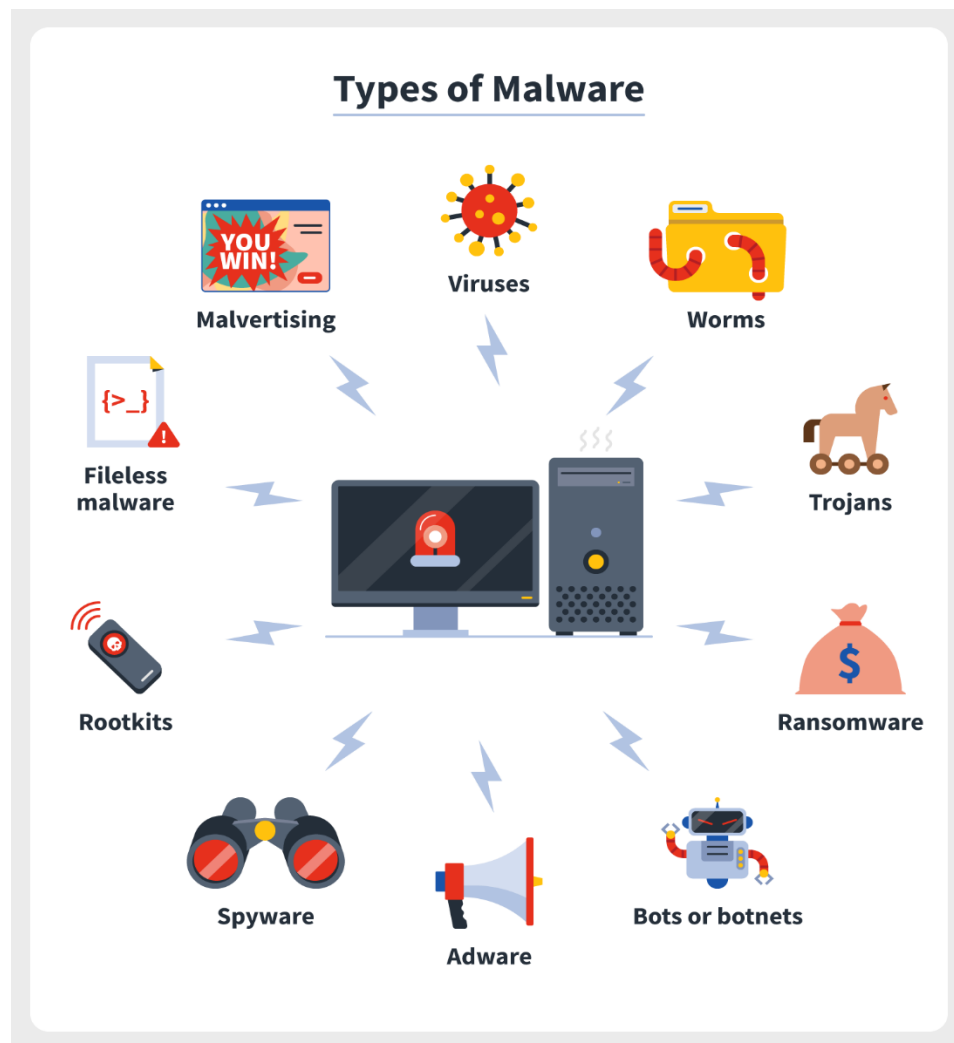 Types of Malware
YOU
WIN!
Malvertising
Viruses
Worms
{>_}
!
Fileless
malware
Trojans
Rootkits
$
Ransomware
Spyware
Adware
Bots or botnets